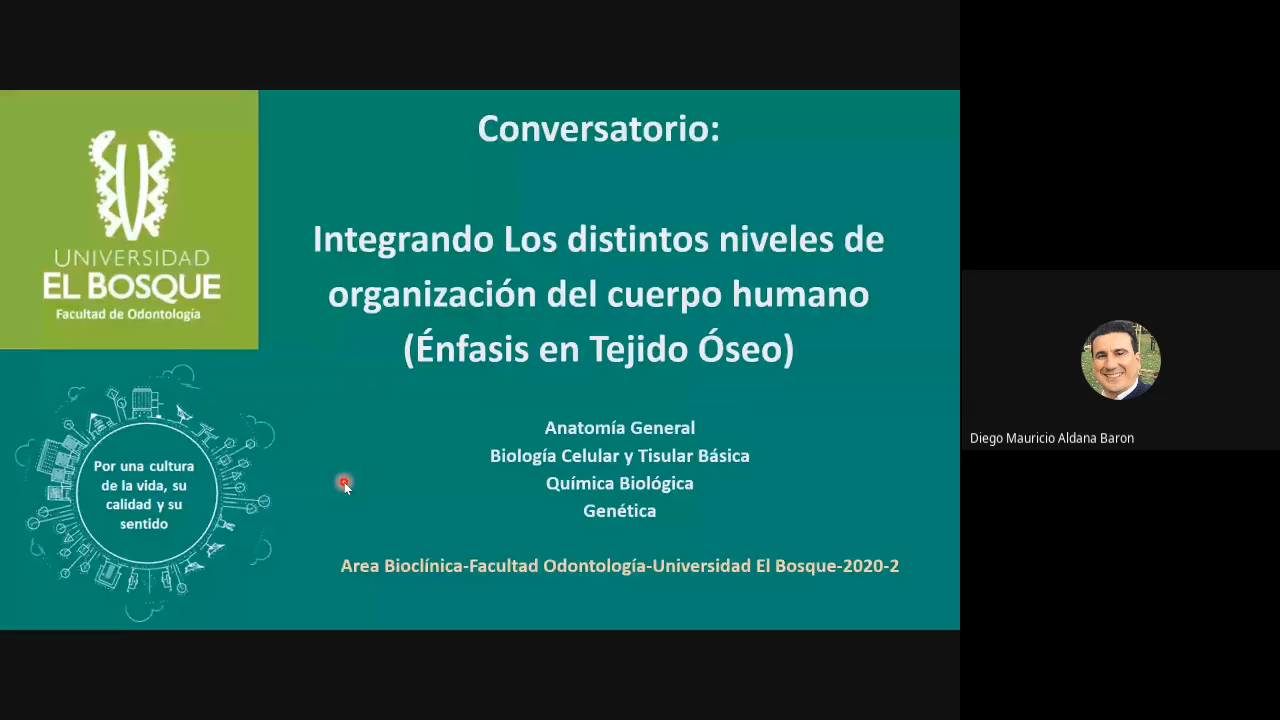 Conversatorio:
Integrando Los distintos niveles de
organización del cuerpo humano
(Énfasis en Tejido Óseo)
UNIVERSIDAD
EL BOSQUE
Facultad de Odontología
Por una cultura
de la vida, su
calidad y su
sentido
Anatomía General
Biología Celular y Tisular Básica
Química Biológica
Genética
Area Bioclínica-Facultad Odontología-Universidad El Bosque-2020-2
Diego Mauricio Aldana Baron